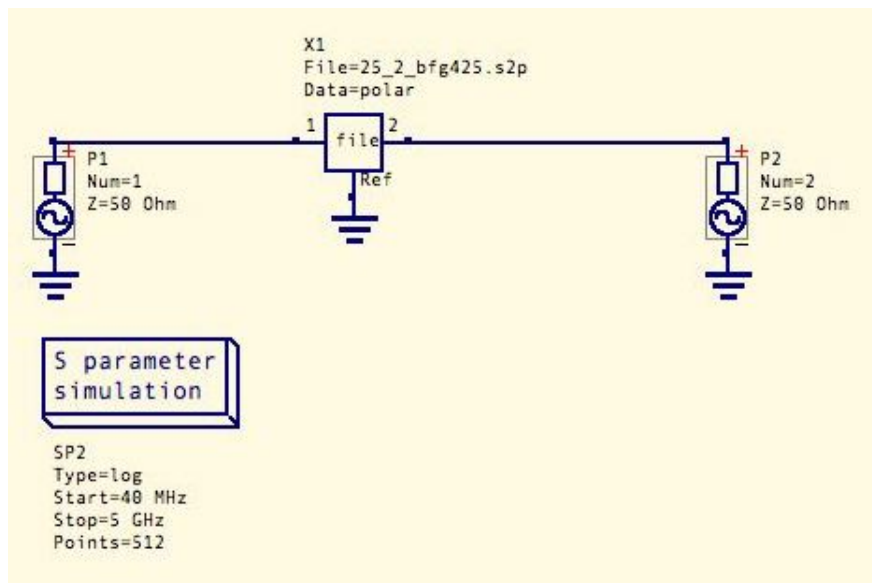 X1
File=25_2_bfg425.s2p
Data=polar
1
2
file
Ref
+
P1
Num=1
Z=50 Ohm
−
+
P2
Num=2
Z=50 Ohm
−
S parameter
simulation
SP2
Type=log
Start=40 MHz
Stop=5 GHz
Points=512